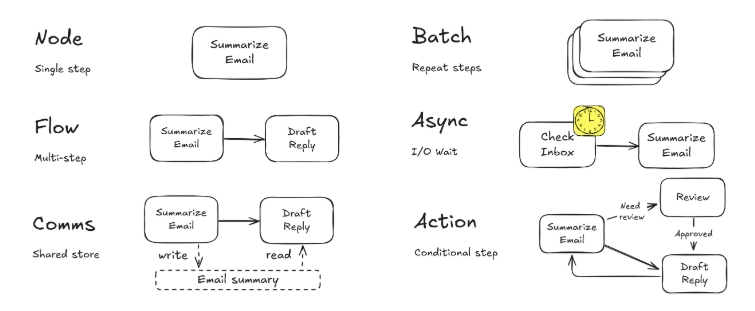 Node
Single step
Summarize
Email
Flow
Multi-step
Summarize
Email
Draft
Reply
Comms
Shared store
Summarize
Email
Draft
Reply
write
read
Email summary
Batch
Repeat steps
Summarize
Email
Async
I/O Wait
Check
Inbox
Summarize
Email
Action
Conditional step
Summarize
Email
Need
review
Review
Approved
Draft
Reply